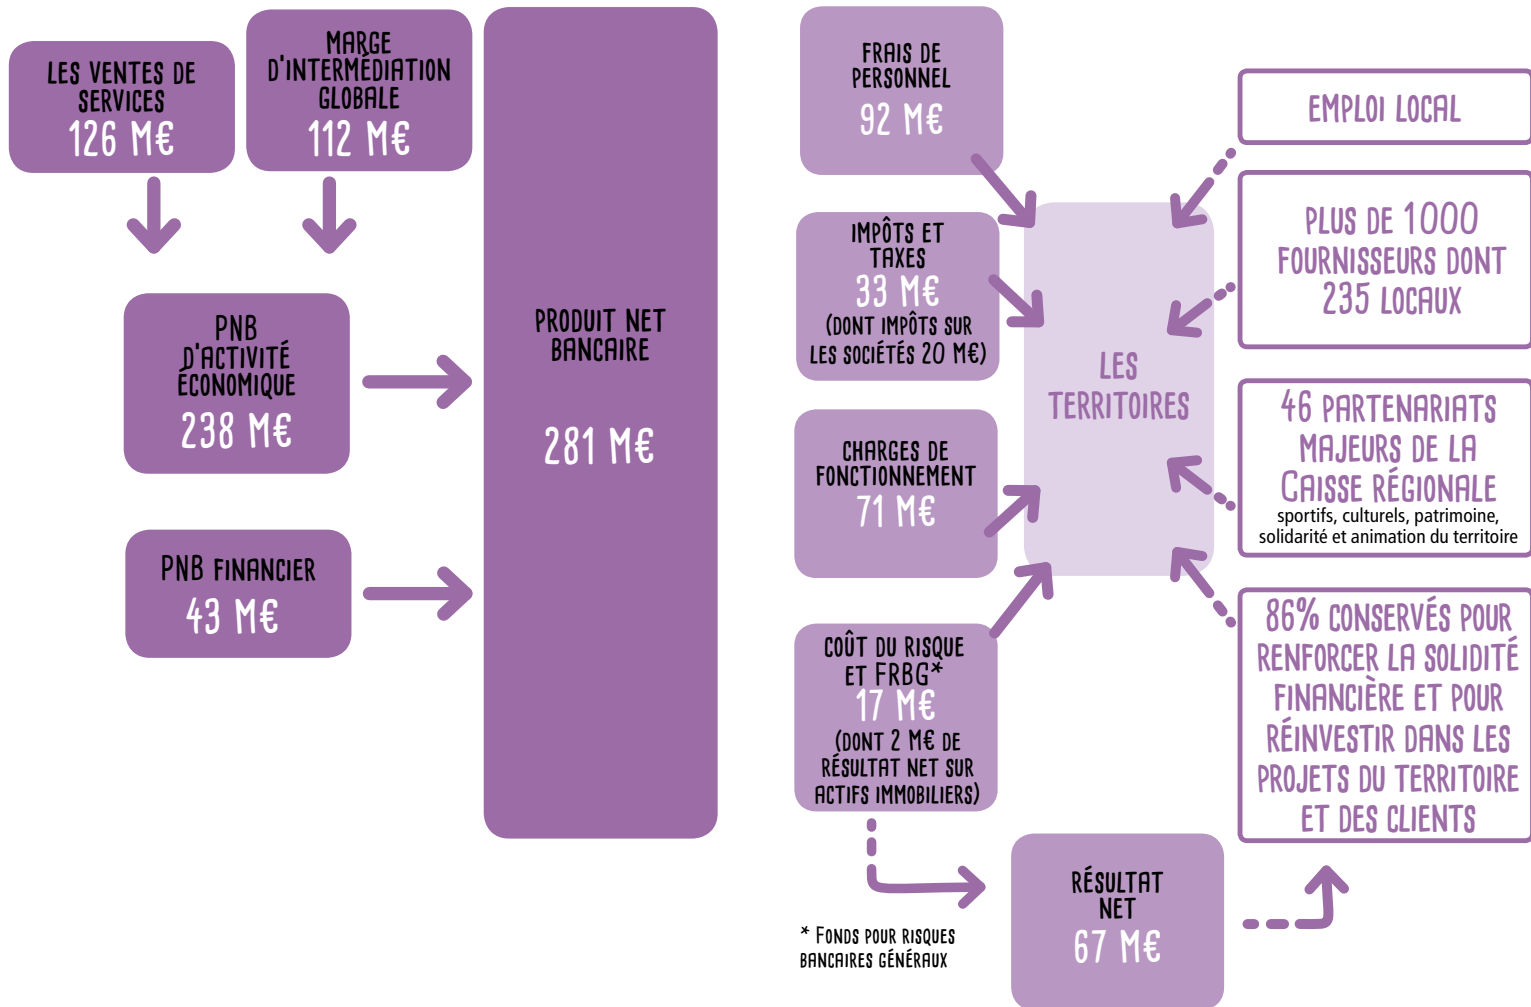 LES VENTES DE
SERVICES
126 M€
MARGE
D'INTERMÉDIATION
GLOBALE
112 M€
PNB
D'ACTIVITÉ
ÉCONOMIQUE
238 M€
PNB FINANCIER
43 M€
PRODUIT NET
BANCAIRE
281 M€
FRAIS DE
PERSONNEL
92 M€
IMPÔTS ET
TAXES
33 M€
(DONT IMPÔTS SUR
LES SOCIÉTÉS 20 M€)
CHARGES DE
FONCTIONNEMENT
71 M€
COÛT DU RISQUE
ET FRBG*
17 M€
(DONT 2 M€ DE
RÉSULTAT NET SUR
ACTIFS IMMOBILIERS)
LES
TERRITOIRES
EMPLOI LOCAL
PLUS DE 1000
FOURNISSEURS DONT
235 LOCAUX
46 PARTENARIATS
MAJEURS DE LA
CAISSE RÉGIONALE
sportifs, culturels, patrimoine,
solidarité et animation du territoire
86% CONSERVÉS POUR
RENFORCER LA SOLIDITÉ
FINANCIÈRE ET POUR
RÉINVESTIR DANS LES
PROJETS DU TERRITOIRE
ET DES CLIENTS
RÉSULTAT
NET
67 M€
* FONDS POUR RISQUES
BANCAIRES GÉNÉRAUX